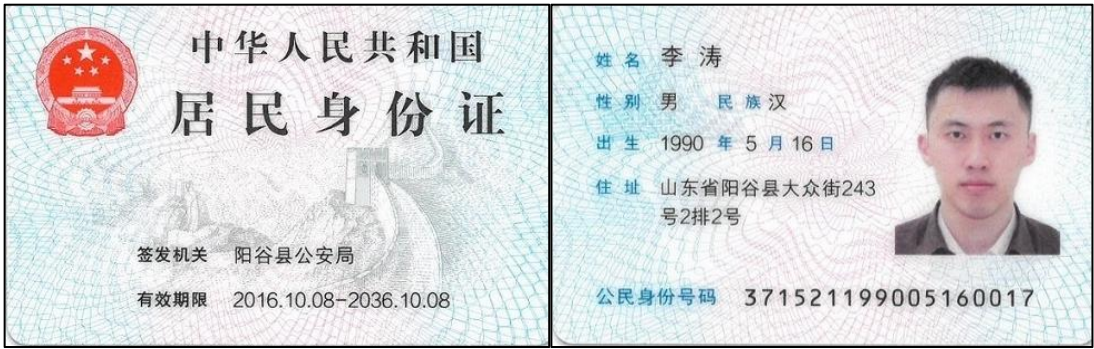 中华人民共和国
居民身份证
签发机关 阳谷县公安局
有效期限 2016.10.08-2036.10.08
姓名 李涛
性别 男 民族 汉
出生 1990 年 5 月 16 日
住址 山东省阳谷县大众街243
号2排2号
公民身份号码 371521199005160017